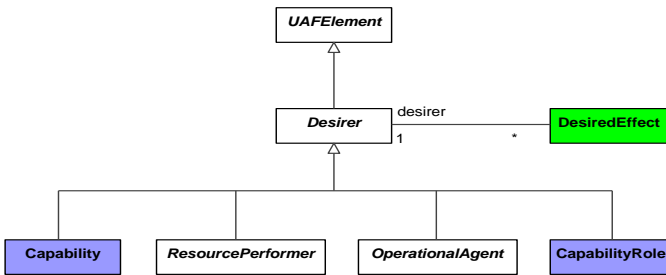 UAFElement
desirer
Desirer
DesiredEffect
1
*
Capability
ResourcePerformer
OperationalAgent
CapabilityRole